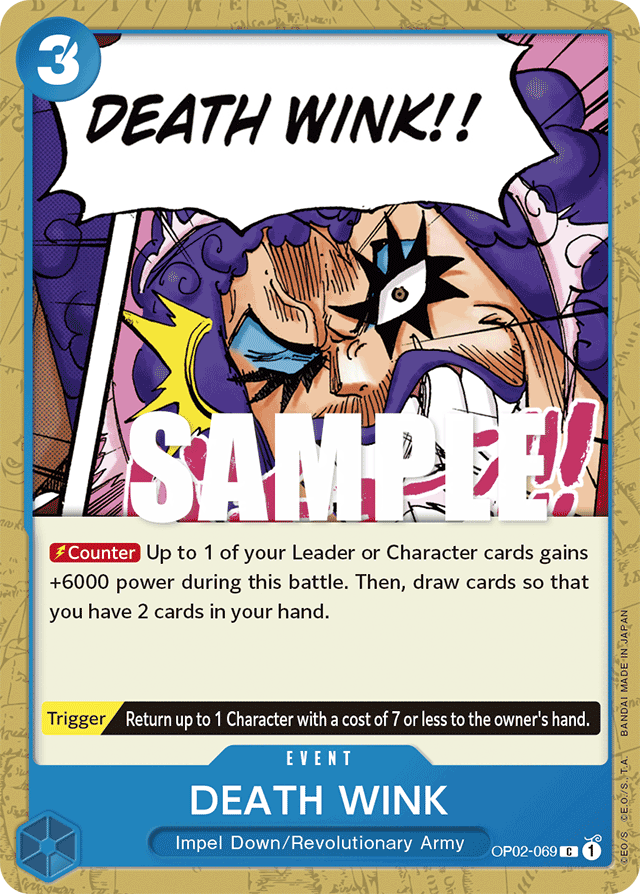 3
DEATH WINK!!
SAMPLE
!!
⚡Counter Up to 1 of your Leader or Character cards gains
+6000 power during this battle. Then, draw cards so that
you have 2 cards in your hand.
Trigger Return up to 1 Character with a cost of 7 or less to the owner's hand.
EVENT
DEATH WINK
Impel Down/Revolutionary Army
OP02-069 C 1
©E.O/S. ©E.O./S., T.A. BANDAI MADE IN JAPAN